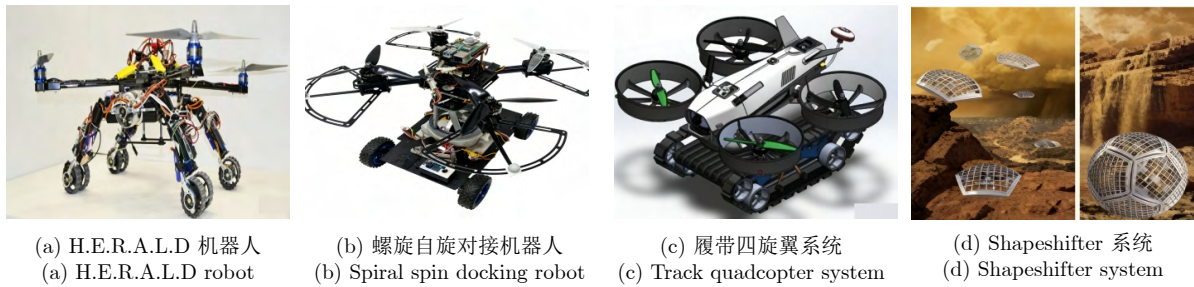 (a) H.E.R.A.L.D 机器人
(a) H.E.R.A.L.D robot
(b) 螺旋自旋对接机器人
(b) Spiral spin docking robot
(c) 履带四旋翼系统
(c) Track quadcopter system
(d) Shapeshifter 系统
(d) Shapeshifter system